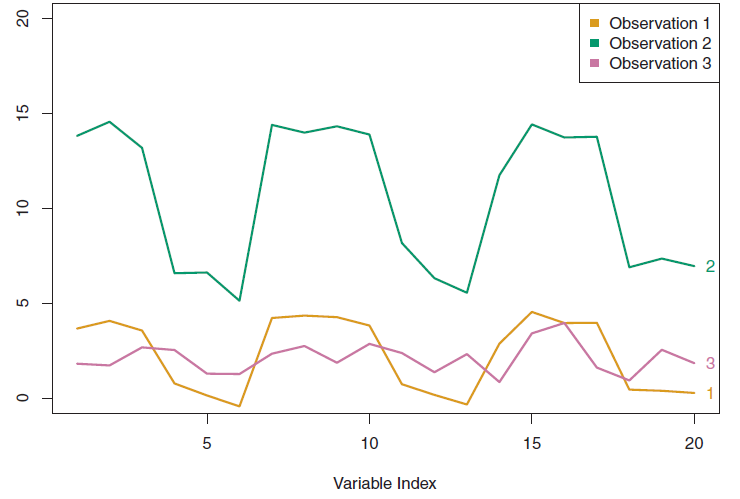 20
15
10
5
0
Observation 1
Observation 2
Observation 3
2
3
1
5 10 15 20
Variable Index